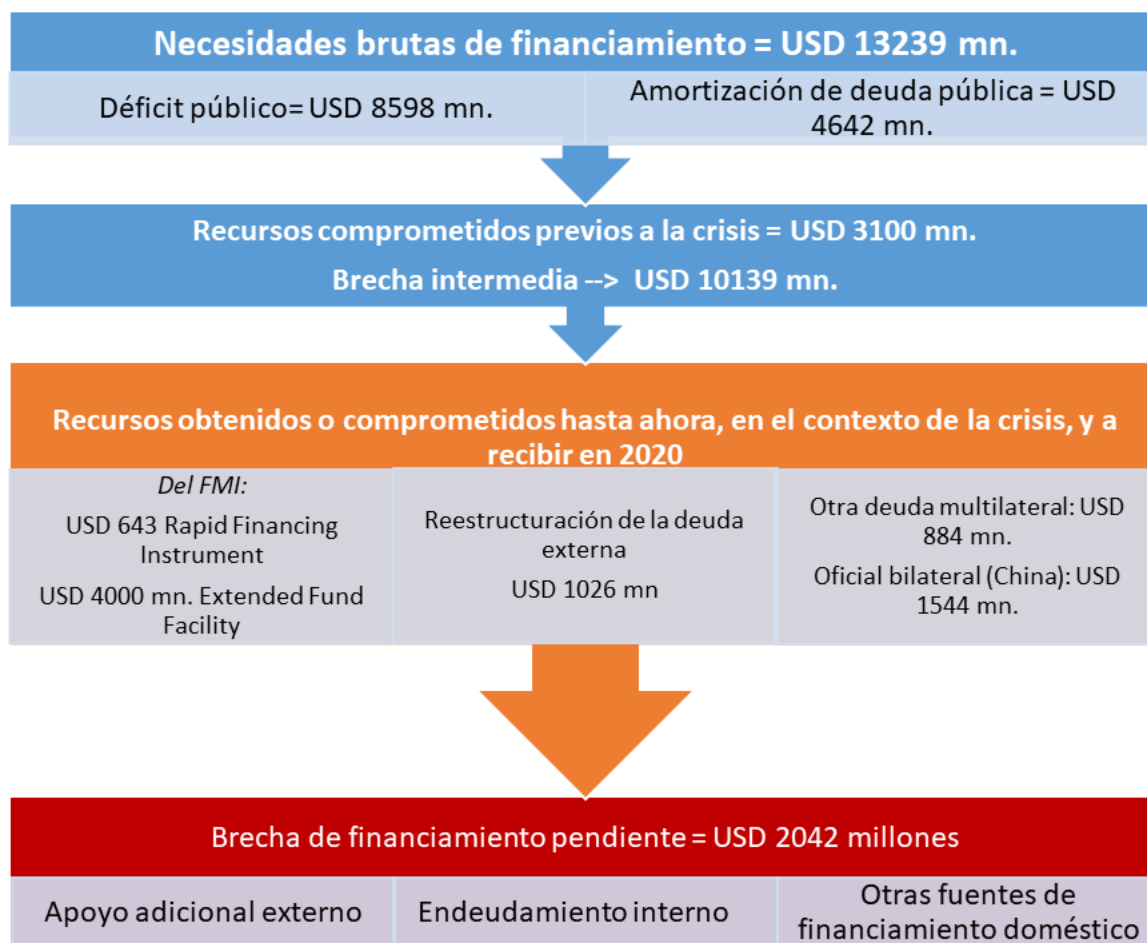 Necesidades brutas de financiamiento = USD 13239 mn.
Déficit público= USD 8598 mn.
Amortización de deuda pública = USD
4642 mn.
Recursos comprometidos previos a la crisis = USD 3100 mn.
Brecha intermedia --> USD 10139 mn.
Recursos obtenidos o comprometidos hasta ahora, en el contexto de la crisis, y a
recibir en 2020
Del FMI:
USD 643 Rapid Financing
Instrument
USD 4000 mn. Extended Fund
Facility
Reestructuración de la deuda
externa
USD 1026 mn
Otra deuda multilateral: USD
884 mn.
Oficial bilateral (China): USD
1544 mn.
Brecha de financiamiento pendiente = USD 2042 millones
Apoyo adicional externo
Endeudamiento interno
Otras fuentes de
financiamiento doméstico